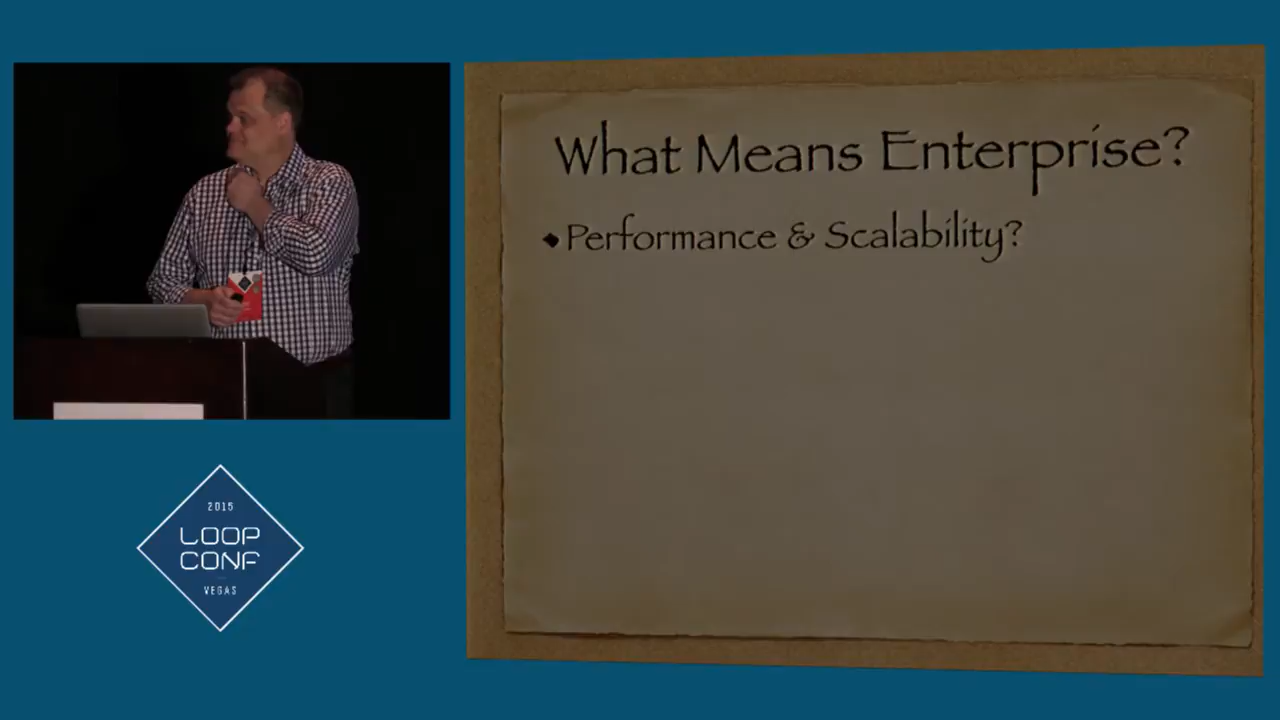 What Means Enterprise?
Performance & Scalability?
2015
LOOP
CONF
VEGAS